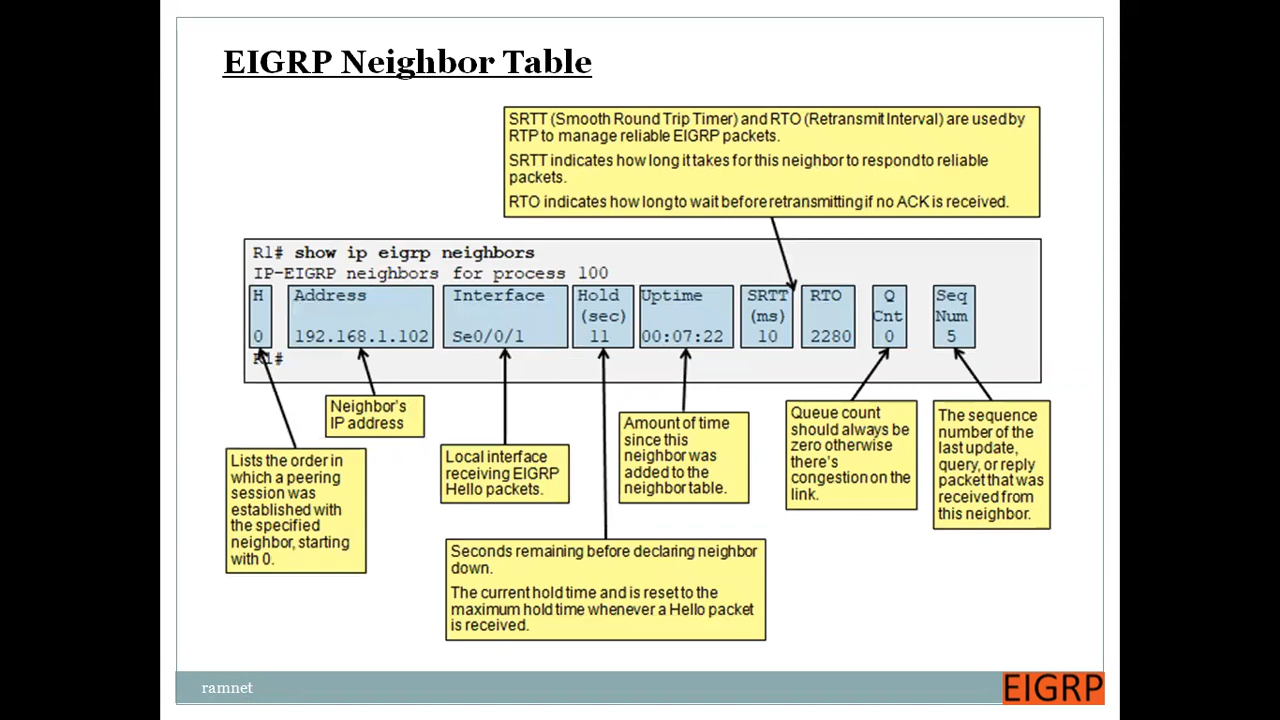 EIGRP Neighbor Table
SRTT (Smooth Round Trip Timer) and RTO (Retransmit Interval) are used by
RTP to manage reliable EIGRP packets.
SRTT indicates how long it takes for this neighbor to respond to reliable
packets.
RTO indicates how long to wait before retransmitting if no ACK is received.
R1# show ip eigrp neighbors
IP-EIGRP neighbors for process 100
H Address Interface Hold Uptime SRTT RTO Q Seq
(sec) (ms) Cnt Num
0 192.168.1.102 Se0/0/1 11 00:07:22 10 2280 0 5
R1#
Neighbor's
IP address
Lists the order in
which a peering
session was
established with
the specified
neighbor, starting
with 0.
Local interface
receiving EIGRP
Hello packets.
Seconds remaining before declaring neighbor
down.
The current hold time and is reset to the
maximum hold time whenever a Hello packet
is received.
Amount of time
since this
neighbor was
added to the
neighbor table.
Queue count
should always be
zero otherwise
there's
congestion on the
link.
The sequence
number of the
last update,
query, or reply
packet that was
received from
this neighbor.
ramnet
EIGRP